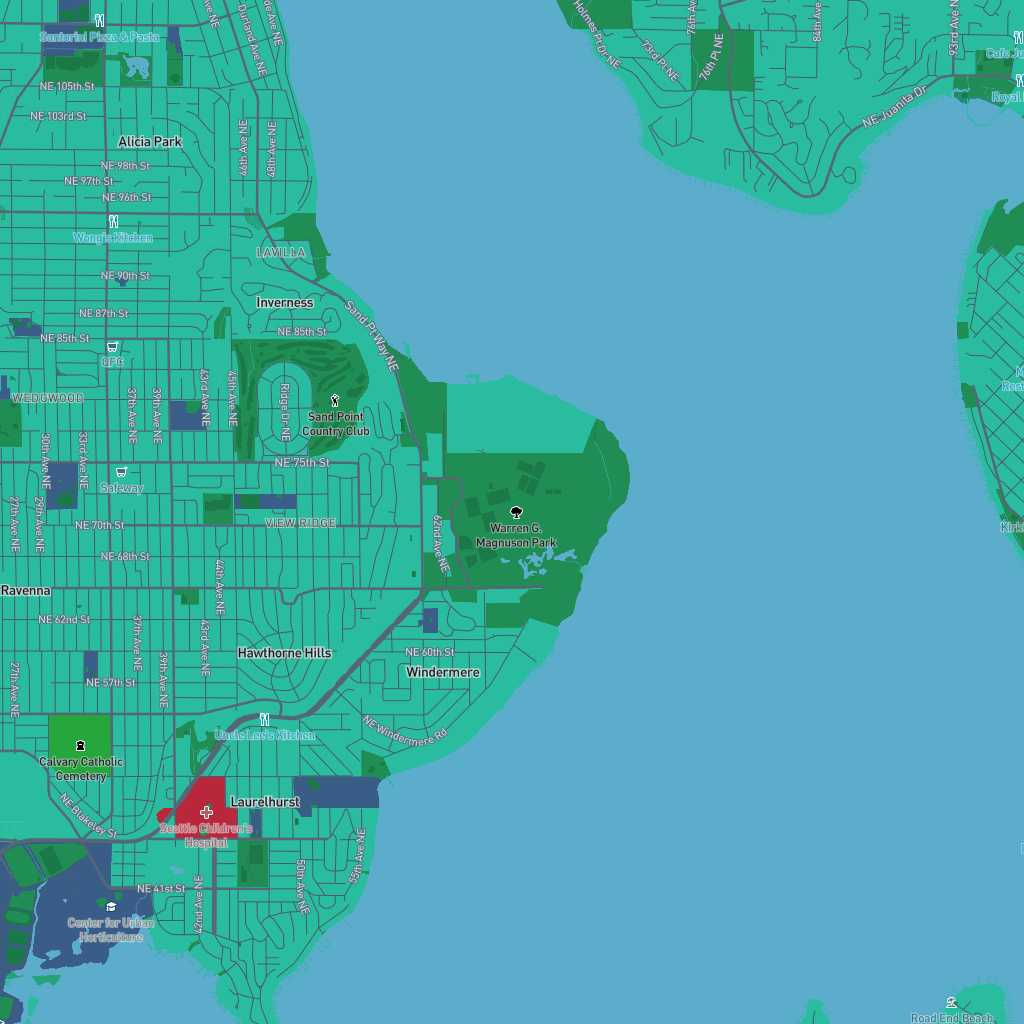 Durland Ave NE
Holmes Pt Dr NE
76th Ave NE
84th Ave
93rd Ave N
Santorini Pizza & Pasta
73rd Pl NE
76th Pl NE
Cafe Ju
NE 105th St
NE Juanita Dr
Royal
NE 103rd St
Alicia Park
46th Ave NE
48th Ave NE
NE 98th St
NE 97th St
NE 96th St
Wong's Kitchen
LAVILLA
NE 90th St
Inverness
NE 87th St
NE 85th St
Sand Pt Way NE
NE 85th St
QFC
43rd Ave NE
45th Ave NE
Ridge Dr NE
WEDGWOOD
37th Ave NE
39th Ave NE
Sand Point
Country Club
30th Ave NE
33rd Ave NE
NE 75th St
Safeway
27th Ave NE
29th Ave NE
NE 70th St
VIEW RIDGE
62nd Ave NE
Warren G.
Magnuson Park
NE 68th St
44th Ave NE
Ravenna
NE 62nd St
37th Ave NE
43rd Ave NE
39th Ave NE
Hawthorne Hills
NE 60th St
Windermere
27th Ave NE
NE 57th St
Uncle Lee's Kitchen
NE Windermere Rd
Calvary Catholic
Cemetery
NE Blakeley St
Laurelhurst
Seattle Children's
Hospital
55th Ave NE
50th Ave NE
NE 41st St
42nd Ave NE
Center for Urban
Horticulture
Road End Beach